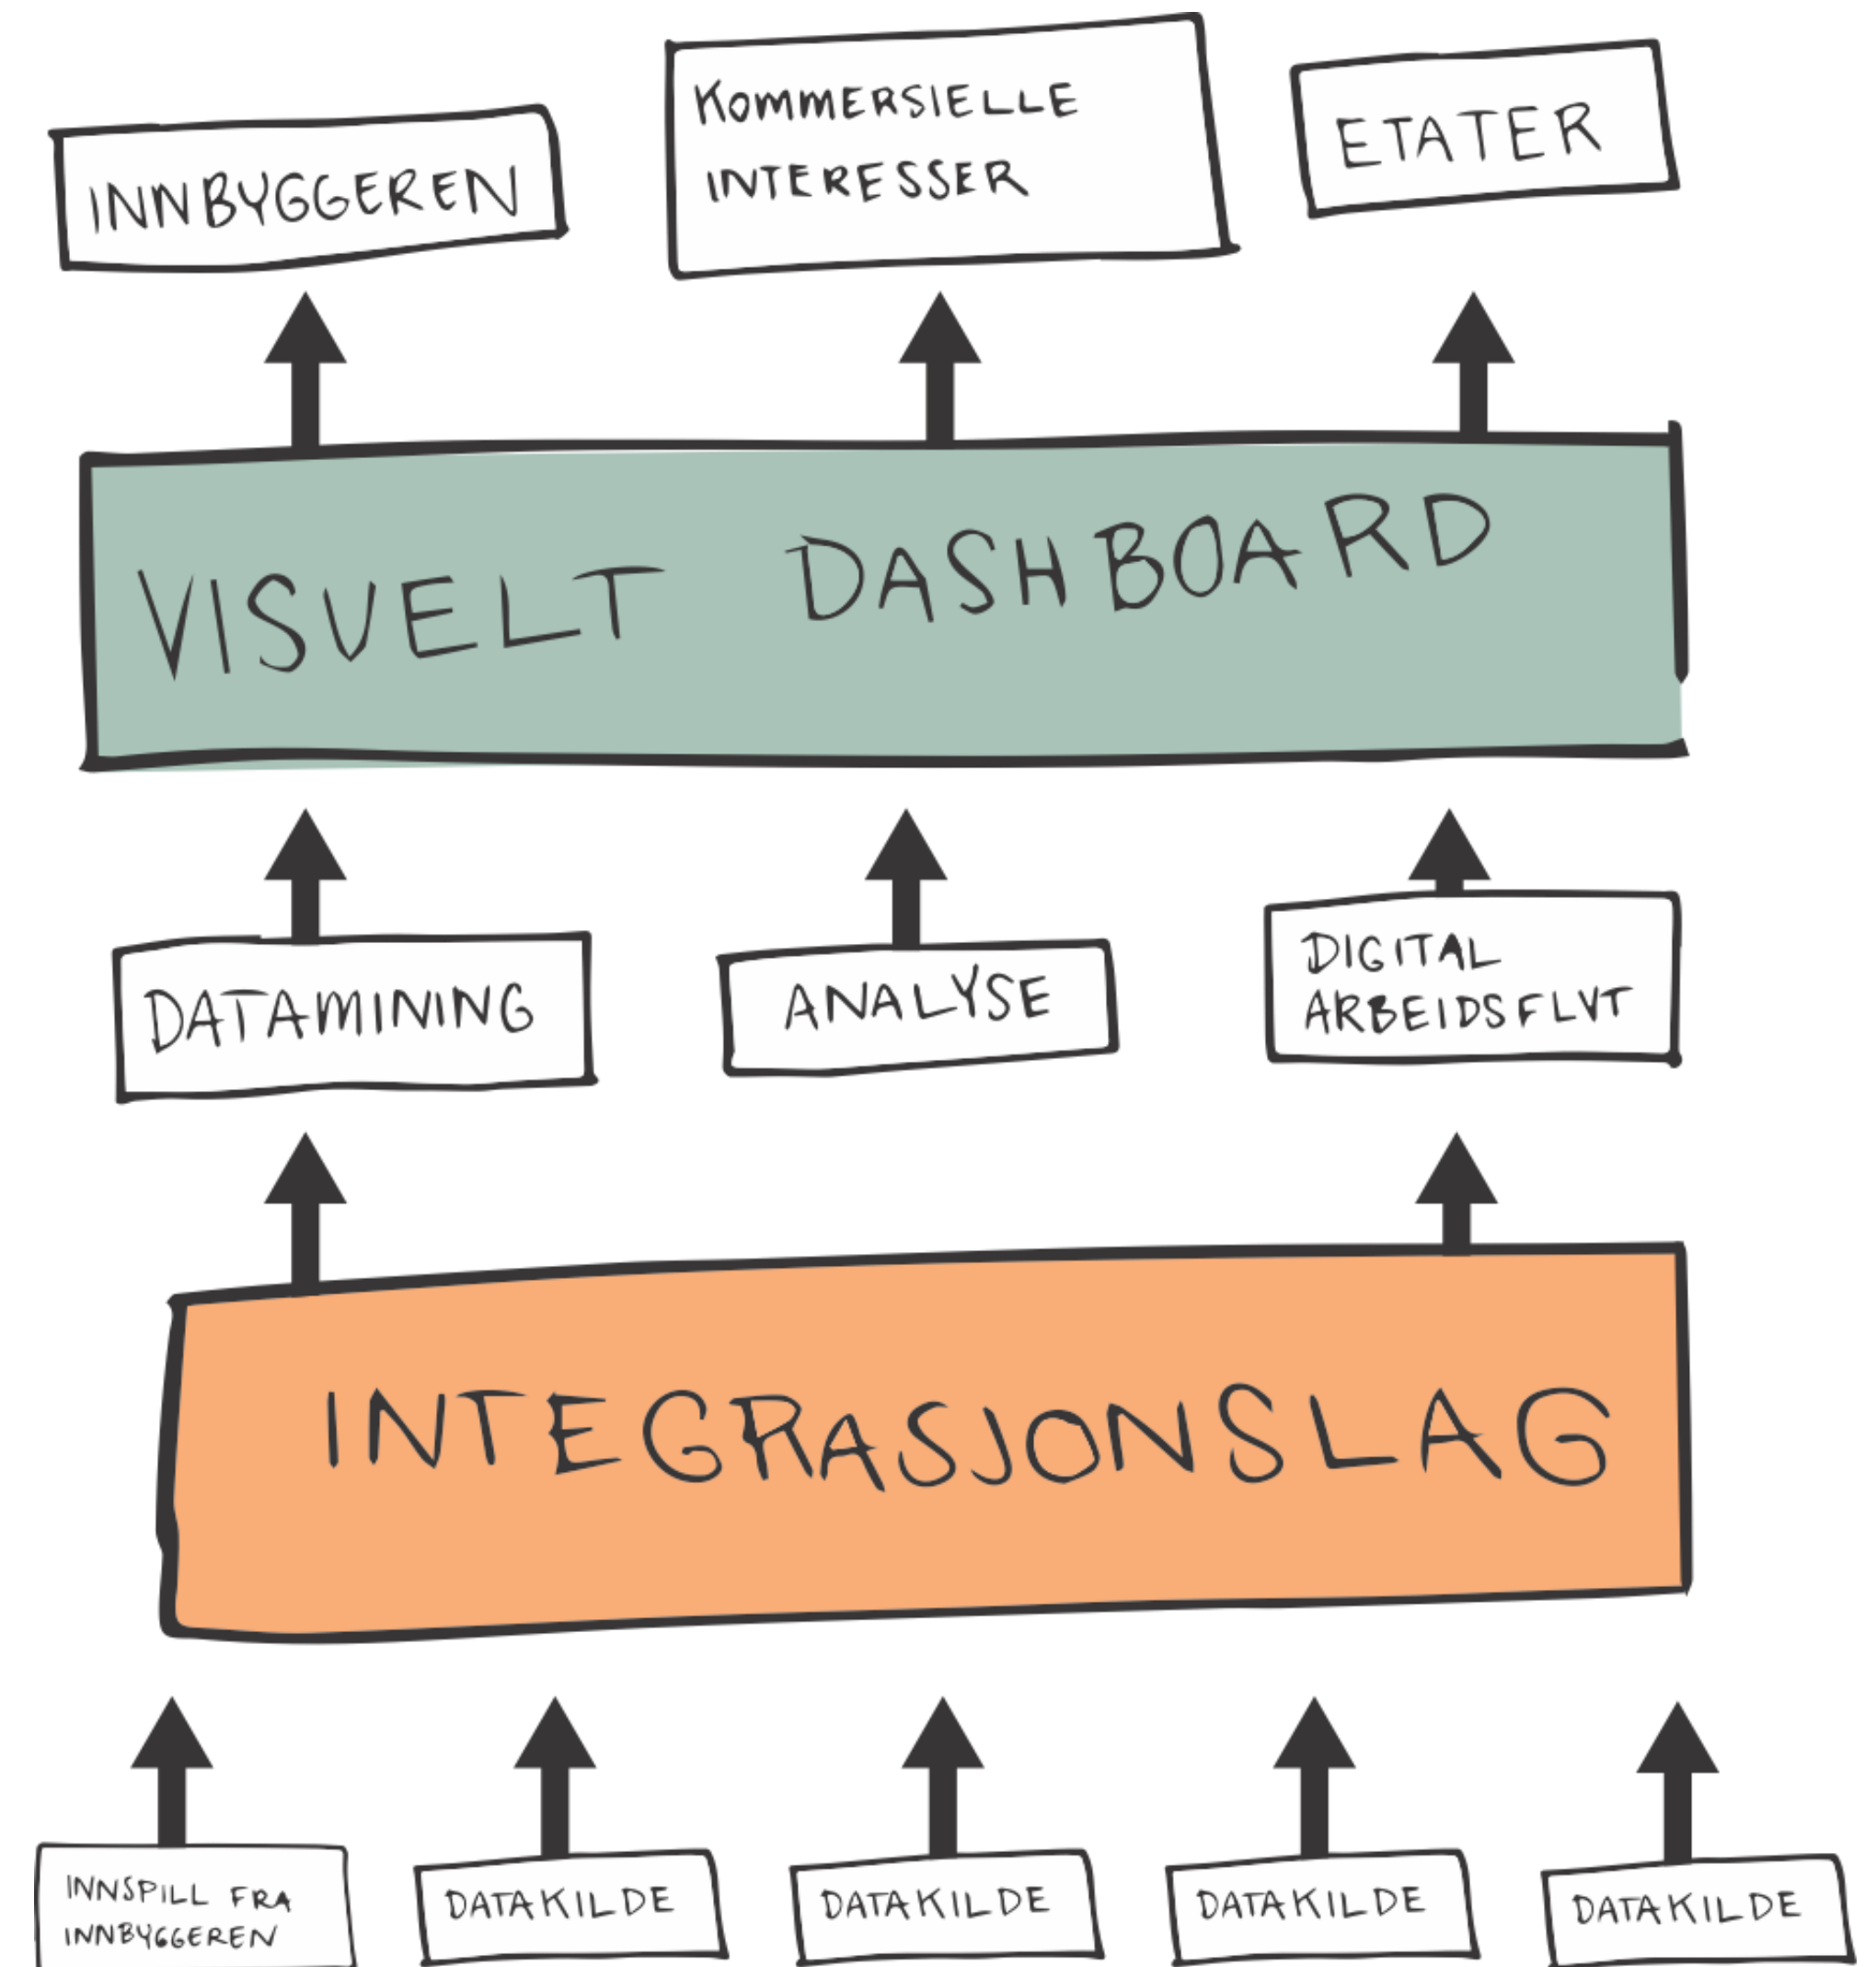 INNBYGGEREN
KOMMERSIELLE
INTERESSER
ETATER
VISUELT DASHBOARD
DATAMINING
ANALYSE
DIGITAL
ARBEIDSFLYT
INTEGRASJONSLAG
INNSPILL FRA
INNBYGGEREN
DATAKILDE
DATAKILDE
DATAKILDE
DATAKILDE